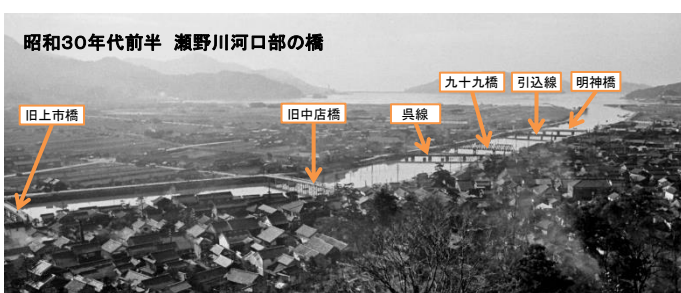 昭和30年代前半 瀬野川河口部の橋
九十九橋
引込線
明神橋
旧上市橋
旧中店橋
呉線